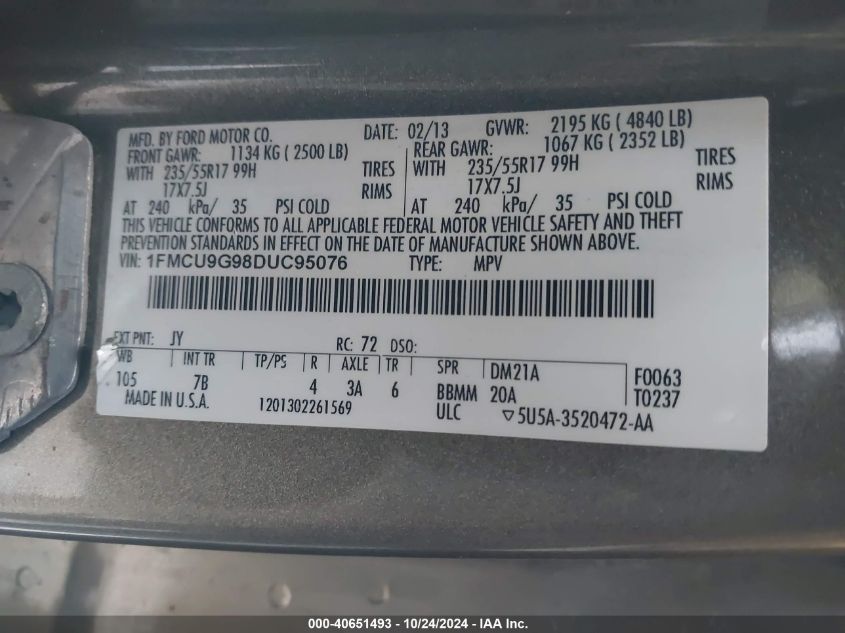 MFD. BY FORD MOTOR CO. DATE: 02/13 GVWR: 2195 KG ( 4840 LB)
FRONT GAWR: 1134 KG ( 2500 LB) REAR GAWR: 1067 KG ( 2352 LB)
WITH 235/55R17 99H TIRES WITH 235/55R17 99H TIRES
17X7.5J RIMS 17X7.5J RIMS
AT 240 kPa/ 35 PSI COLD AT 240 kPa/ 35 PSI COLD
THIS VEHICLE CONFORMS TO ALL APPLICABLE FEDERAL MOTOR VEHICLE SAFETY AND THEFT
PREVENTION STANDARDS IN EFFECT ON THE DATE OF MANUFACTURE SHOWN ABOVE.
VIN: 1FMCU9G98DUC95076 TYPE: MPV
EXT PNT: JY RC: 72 DSO:
WB INT TR TP/PS R AXLE TR SPR DM21A F0063
105 7B 4 3A 6 BBMM 20A T0237
MADE IN U.S.A. 1201302261569 ULC ▽5U5A-3520472-AA
000-40651493 - 10/24/2024 - IAA Inc.